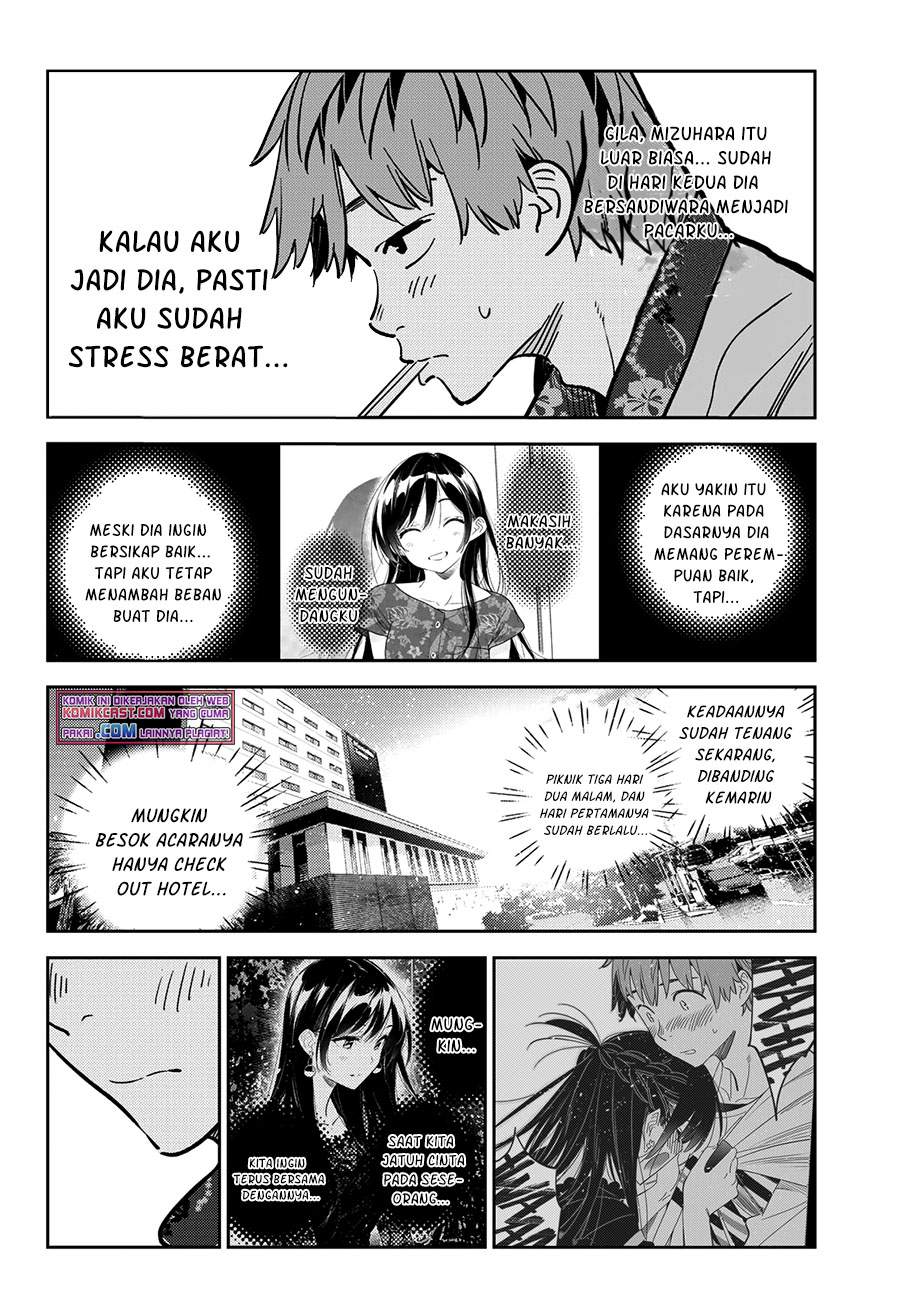 GILA, MIZUHARA ITU
LUAR BIASA... SUDAH
DI HARI KEDUA DIA
BERSANDIWARA MENJADI
PACARKU...
KALAU AKU
JADI DIA, PASTI
AKU SUDAH
STRESS BERAT...
AKU YAKIN ITU
KARENA PADA
DASARNYA DIA
MEMANG PEREM-
PUAN BAIK,
TAPI...
MAKASIH
BANYAK
SUDAH
MENGUN-
DANGKU
MESKI DIA INGIN
BERSIKAP BAIK...
TAPI AKU TETAP
MENAMBAH BEBAN
BUAT DIA...
KEADAANNYA
SUDAH TENANG
SEKARANG,
DIBANDING
KEMARIN
PIKNIK TIGA HARI
DUA MALAM, DAN
HARI PERTAMANYA
SUDAH BERLALU...
KOMIK INI DIKERJAKAN OLEH WEB
KOMIKCAST.COM YANG CUMA
PAKAI .COM LAINNYA PLAGIAT!
MUNGKIN
BESOK ACARANYA
HANYA CHECK
OUT HOTEL...
MUNG-
KIN...
SAAT KITA
JATUH CINTA
PADA SESE-
ORANG...
KITA INGIN
TERUS BERSAMA
DENGANNYA...